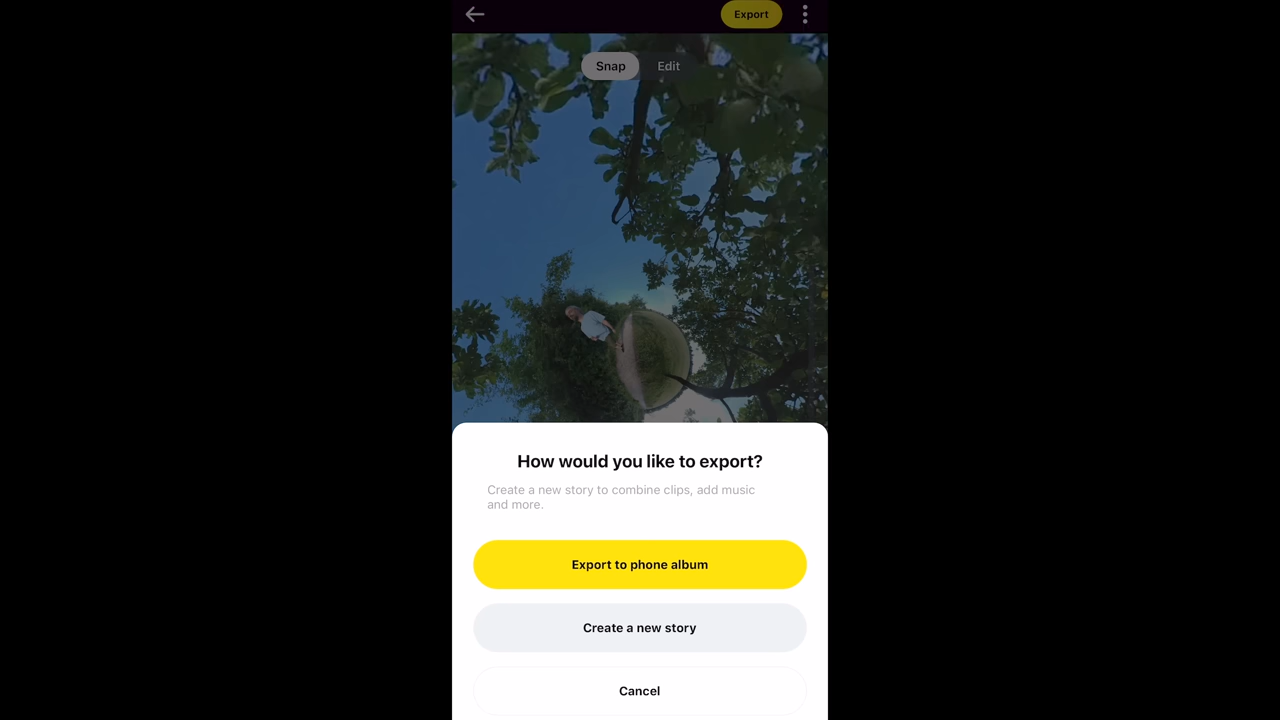 Export
Snap Edit
How would you like to export?
Create a new story to combine clips, add music
and more.
Export to phone album
Create a new story
Cancel